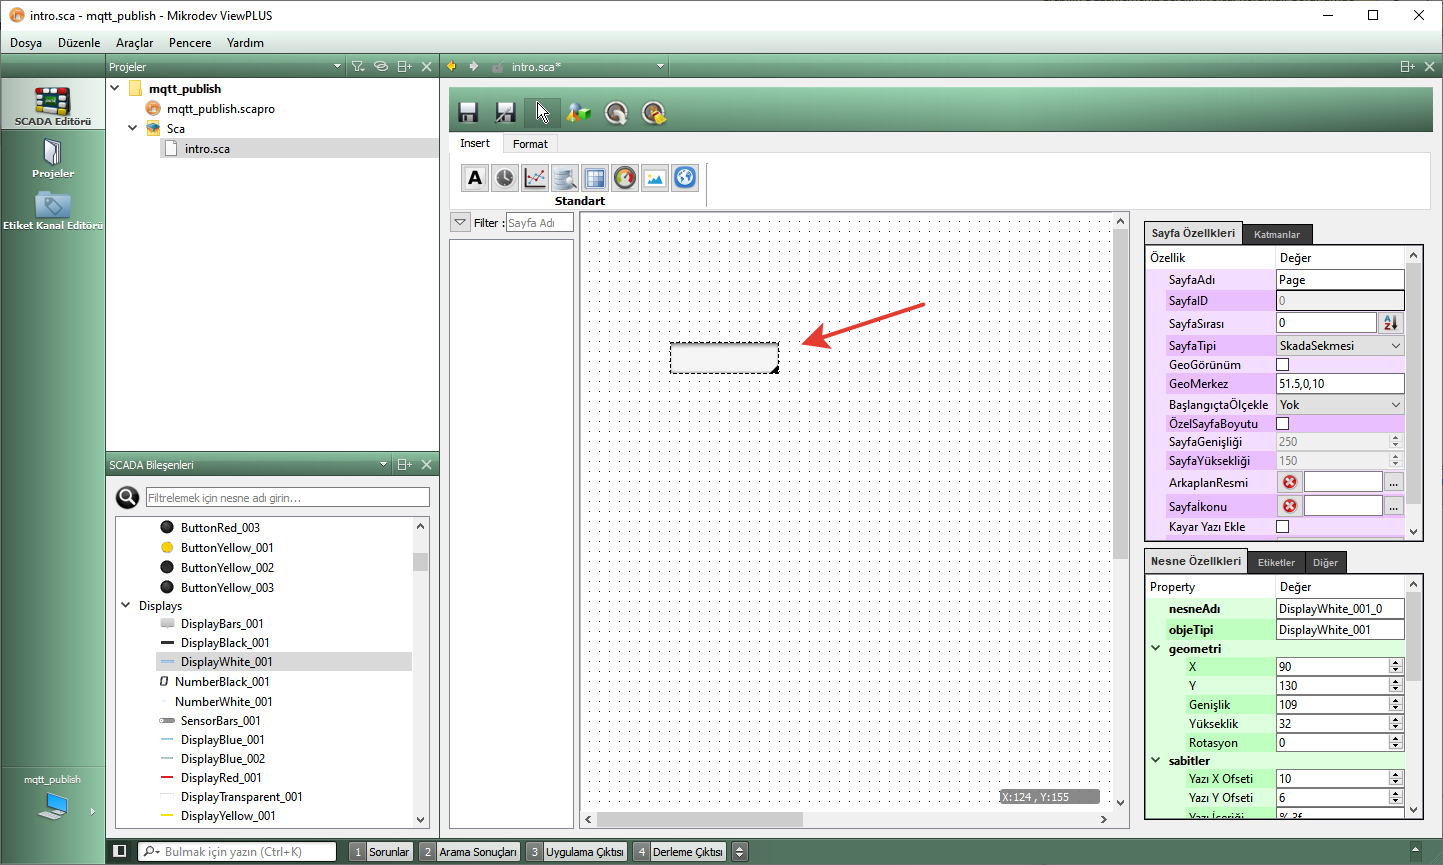 intro.sca - mqtt_publish - Mikrodev ViewPLUS
Dosya Düzenle Araçlar Pencere Yardım
Projeler
intro.sca*
SCADA Editörü
Projeler
Etiket Kanal Editörü
mqtt_publish
mqtt_publish
mqtt_publish.scapro
Sca
intro.sca
SCADA Bileşenleri
Filtrelemek için nesne adı girin...
ButtonRed_003
ButtonYellow_001
ButtonYellow_002
ButtonYellow_003
Displays
DisplayBars_001
DisplayBlack_001
DisplayWhite_001
NumberBlack_001
NumberWhite_001
SensorBars_001
DisplayBlue_001
DisplayBlue_002
DisplayRed_001
DisplayTransparent_001
DisplayYellow_001
Insert Format
A
Standart
Filter : Sayfa Adı
X:124 , Y:155
Sayfa Özellikleri Katmanlar
Özellik Değer
SayfaAdı Page
SayfaID 0
SayfaSırası 0
SayfaTipi SkadaSekmesi
GeoGörünüm
GeoMerkez 51.5,0,10
BaşlangıçtaÖlçekle Yok
ÖzelSayfaBoyutu
SayfaGenişliği 250
SayfaYüksekliği 150
ArkaplanResmi ...
Sayfaİkonu ...
Kayar Yazı Ekle
Nesne Özellikleri Etiketler Diğer
Property Değer
nesneAdı DisplayWhite_001_0
objeTipi DisplayWhite_001
geometri
X 90
Y 130
Genişlik 109
Yükseklik 32
Rotasyon 0
sabitler
Yazı X Ofseti 10
Yazı Y Ofseti 6
Yazı İçeriği %.3f
Bulmak için yazın (Ctrl+K) 1 Sorunlar 2 Arama Sonuçları 3 Uygulama Çıktısı 4 Derleme Çıktısı